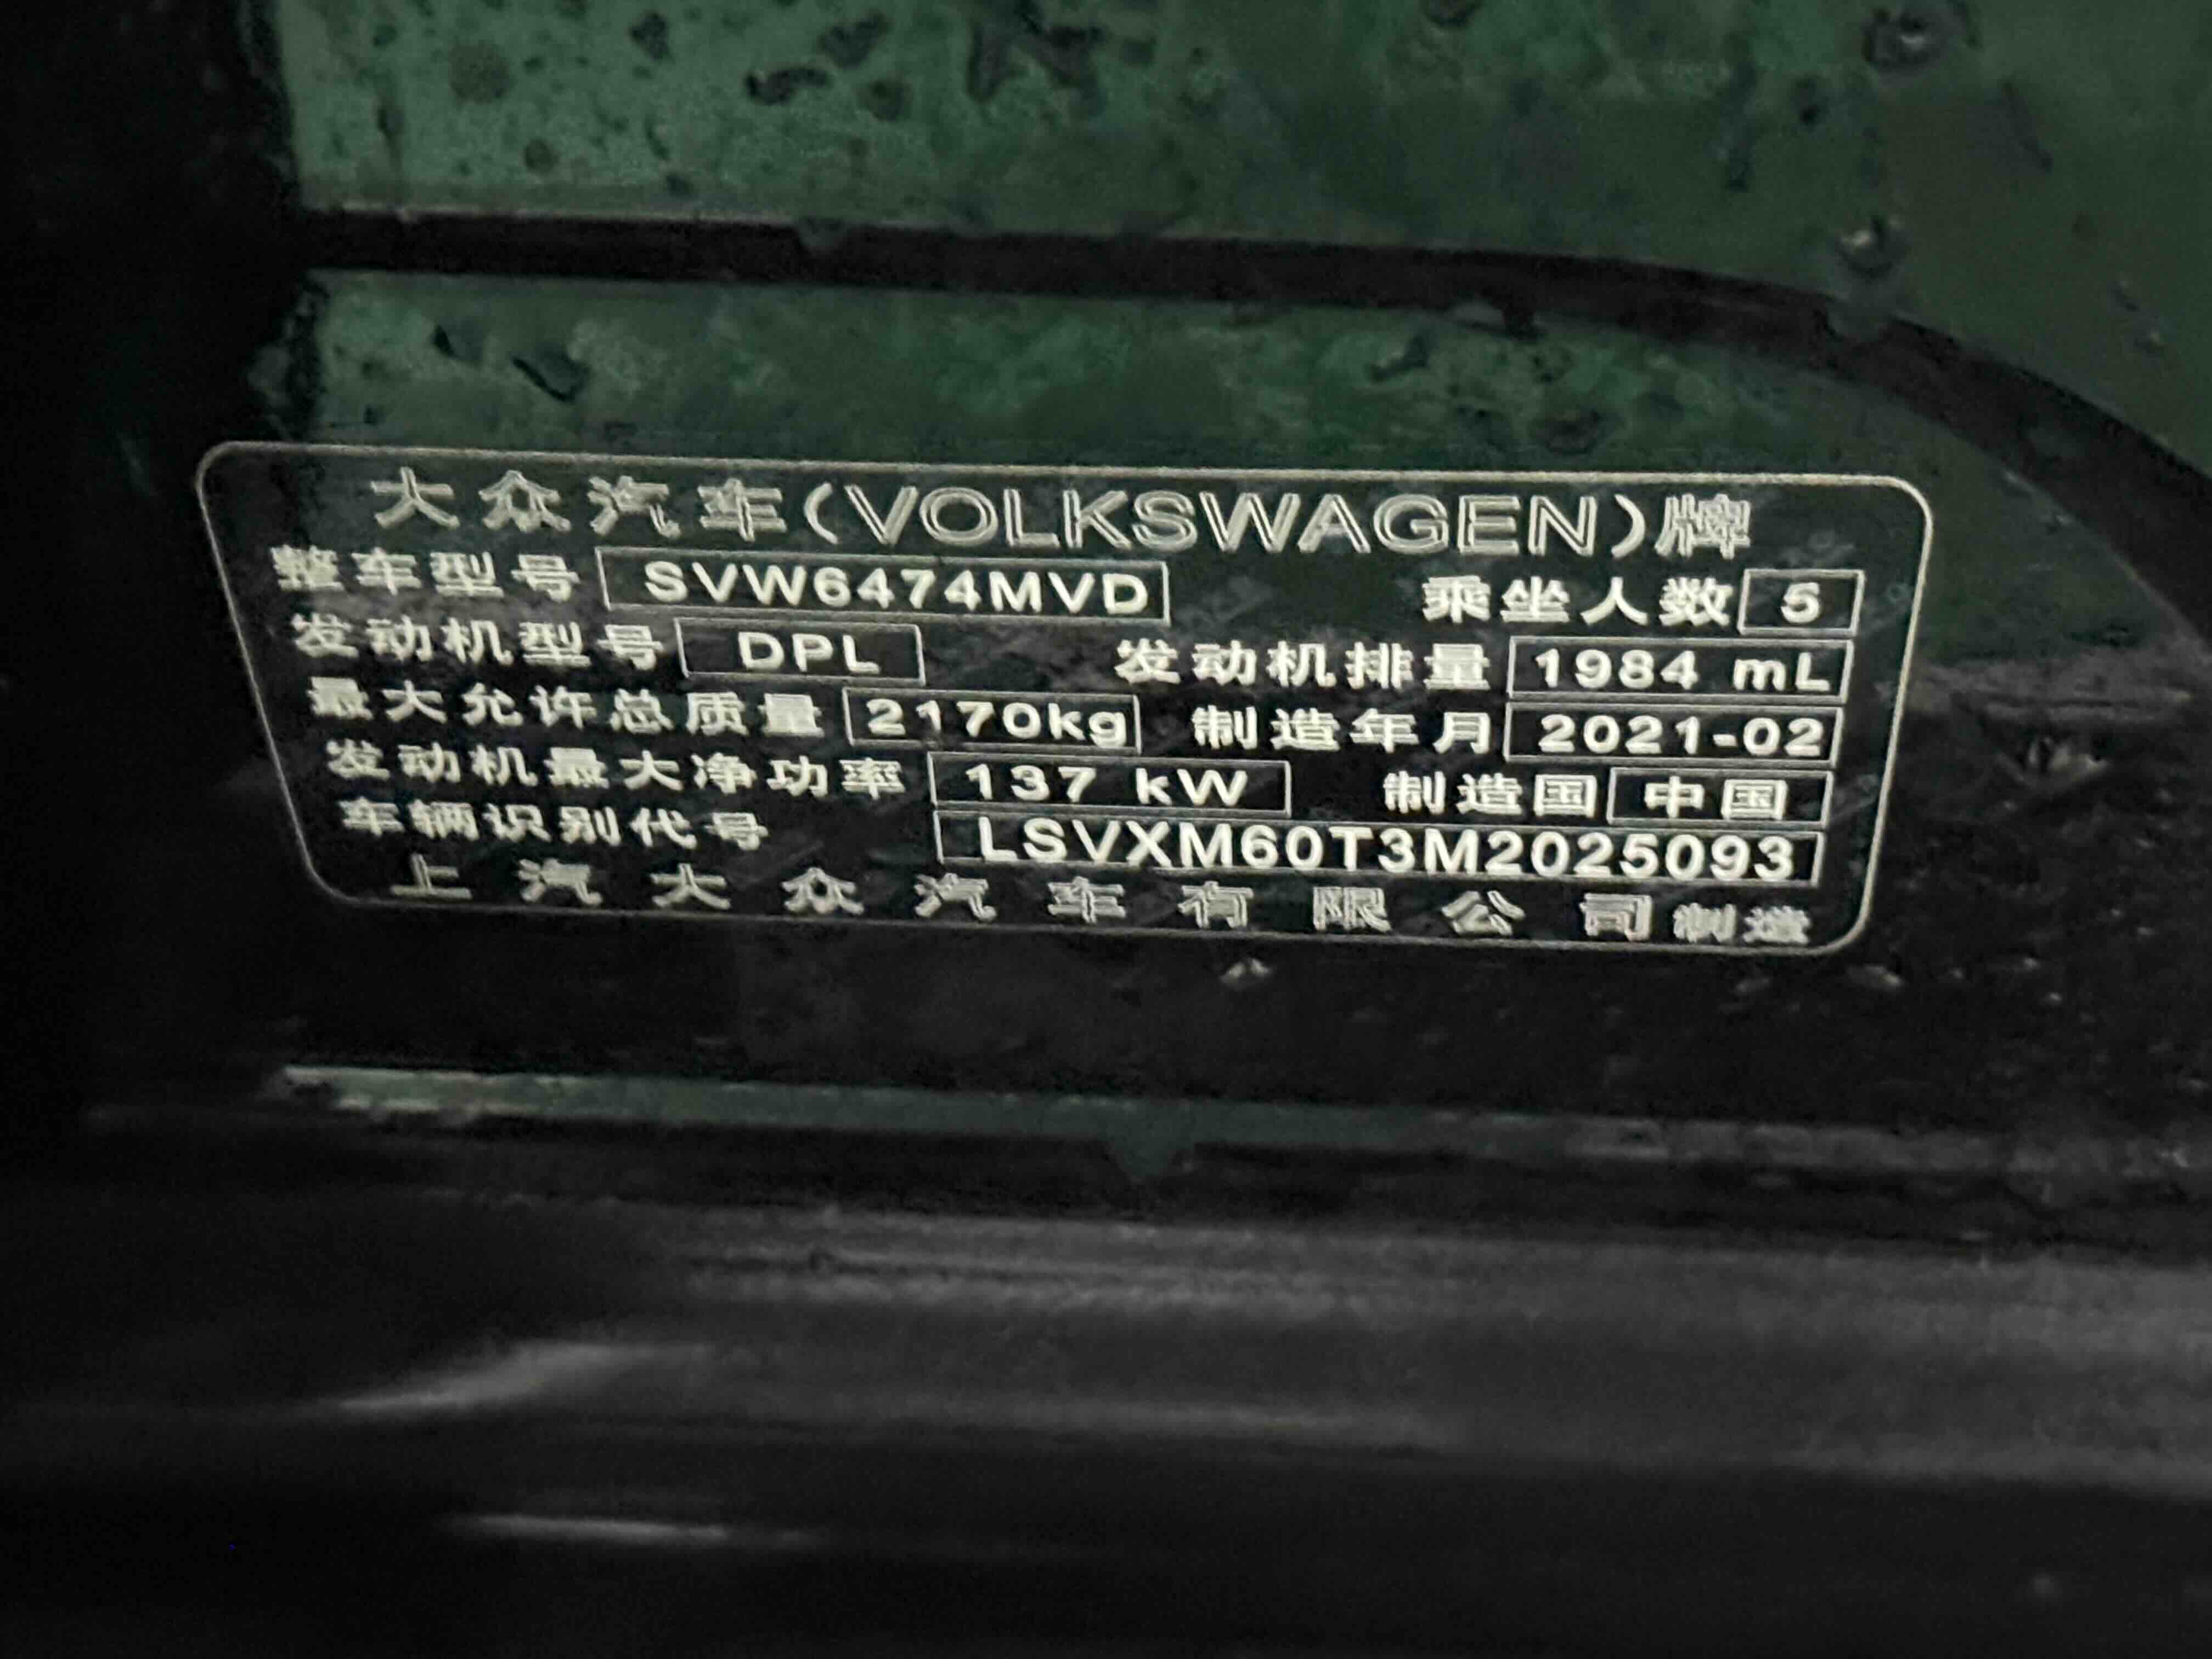 大众汽车(VOLKSWAGEN)牌
整车型号 SVW6474MVD 乘坐人数 5
发动机型号 DPL 发动机排量 1984 mL
最大允许总质量 2170kg 制造年月 2021-02
发动机最大净功率 137 kW 制造国 中国
车辆识别代号 LSVXM60T3M2025093
上汽大众汽车有限公司制造